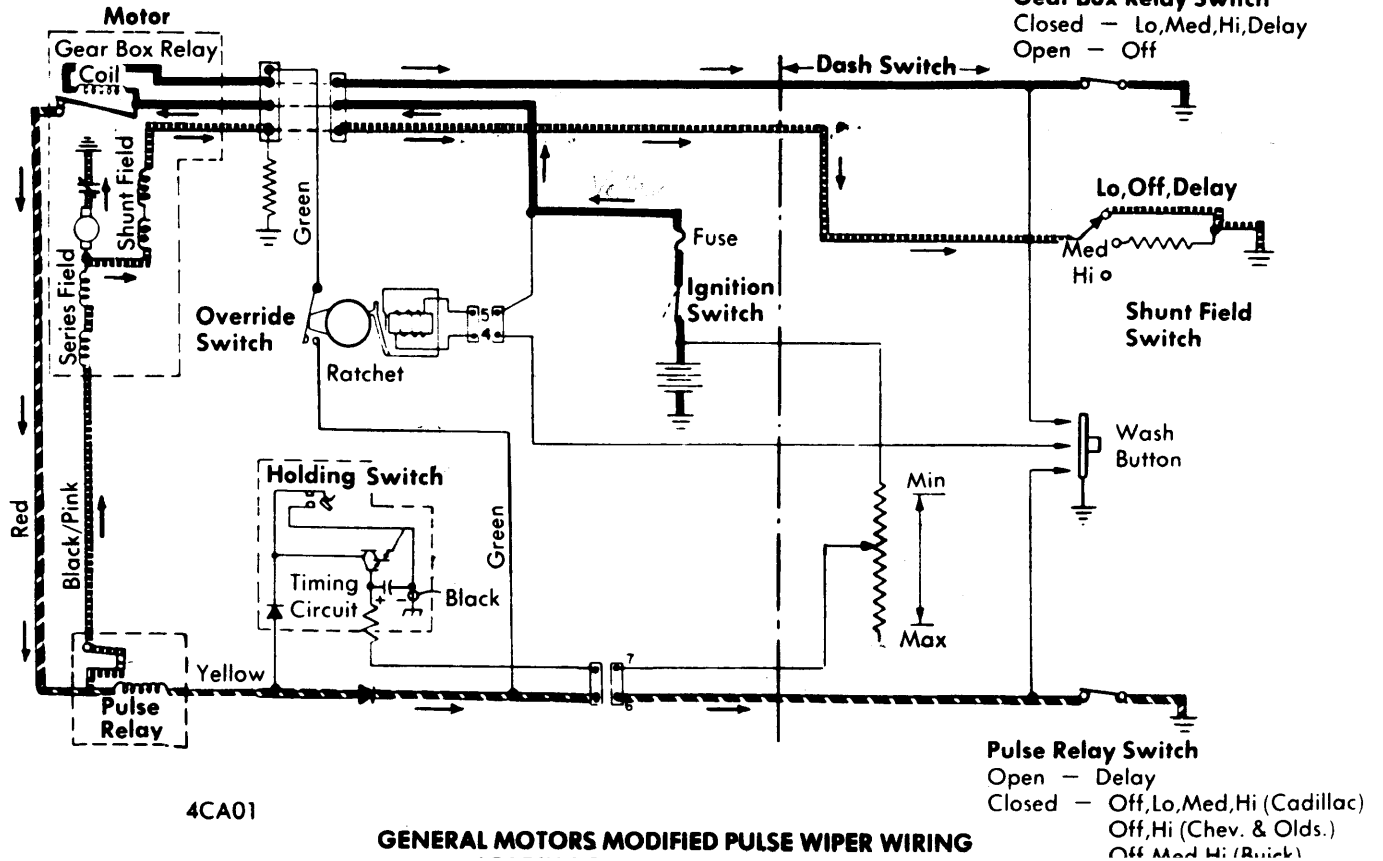 Gear Box Relay Switch
Closed — Lo,Med,Hi,Delay
Open — Off
Motor
Gear Box Relay
Coil
Dash Switch
Shunt Field
Series Field
Green
Fuse
Ignition
Switch
Lo,Off,Delay
Med
Hi
Shunt Field
Switch
Override
Switch
5
4
Ratchet
Wash
Button
Holding Switch
Min
Max
Red
Black/Pink
Green
Timing
Circuit
+
−
Black
Yellow
7
6
Pulse
Relay
Pulse Relay Switch
Open — Delay
Closed — Off,Lo,Med,Hi (Cadillac)
Off,Hi (Chev. & Olds.)
Off,Med,Hi (Buick)
4CA01
GENERAL MOTORS MODIFIED PULSE WIPER WIRING